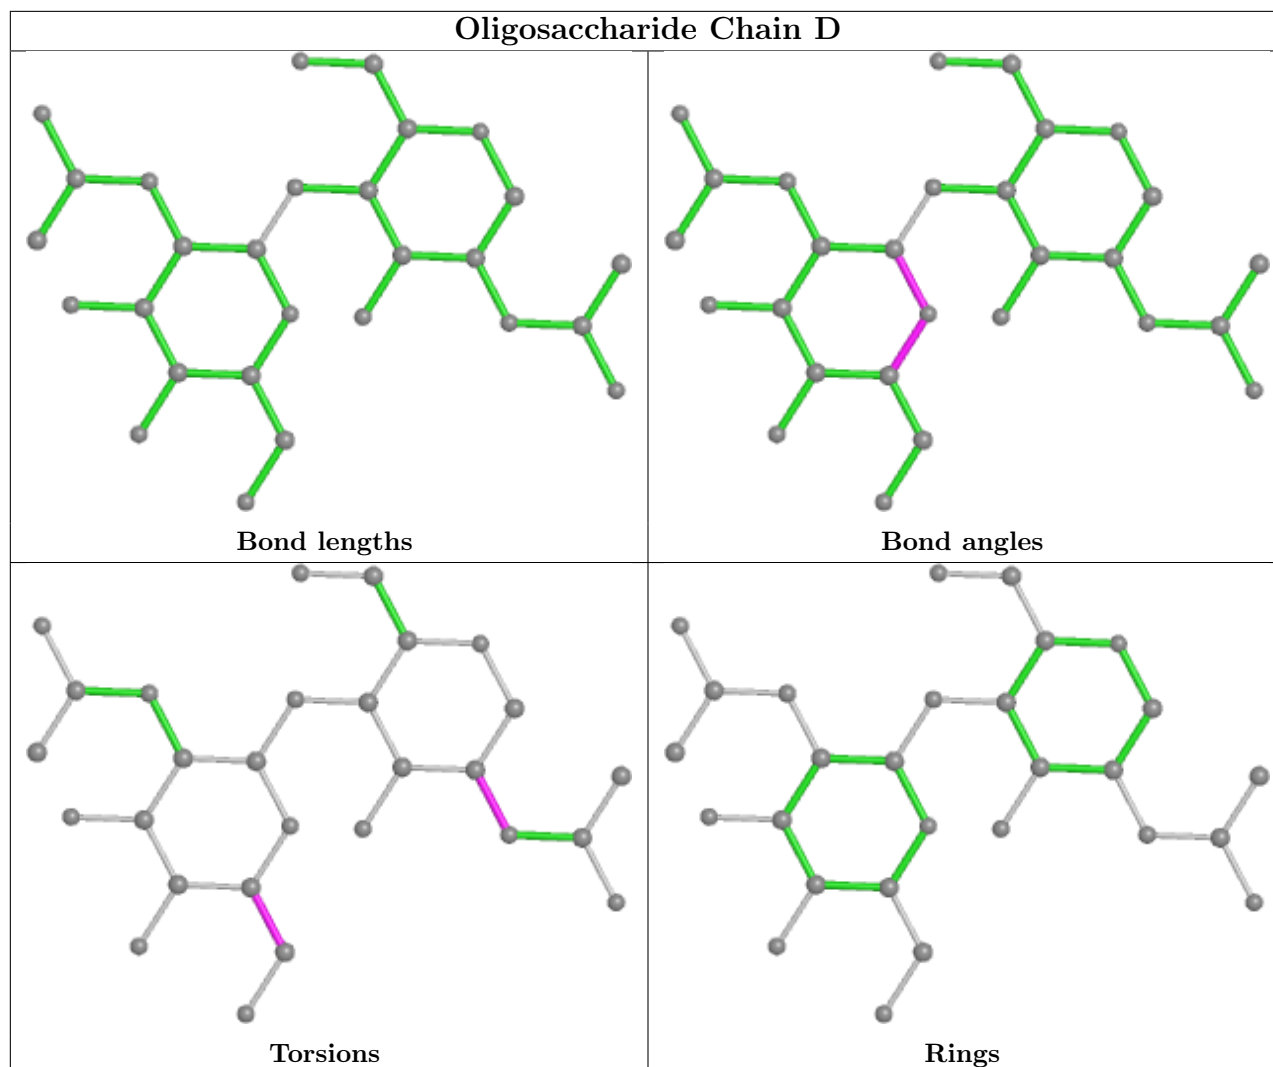 Oligosaccharide Chain D
Bond lengths
Bond angles
Torsions
Rings